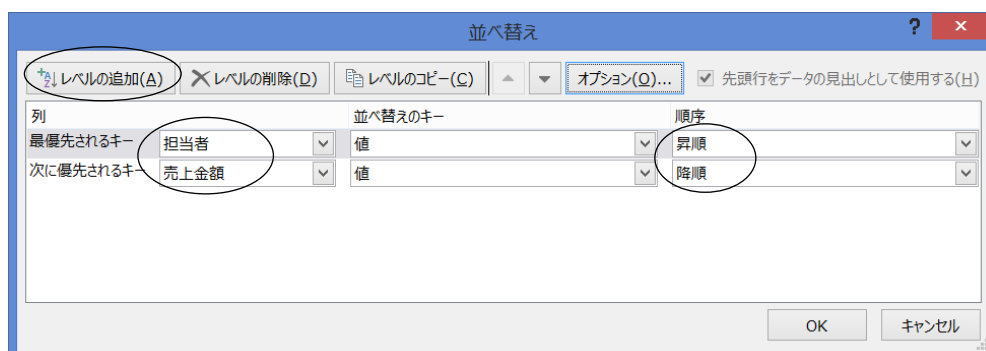 並べ替え
?
レベルの追加(A) レベルの削除(D) レベルのコピー(C) オプション(O)... 先頭行をデータの見出しとして使用する(H)
列 並べ替えのキー 順序
最優先されるキー 担当者 値 昇順
次に優先されるキー 売上金額 値 降順
OK キャンセル